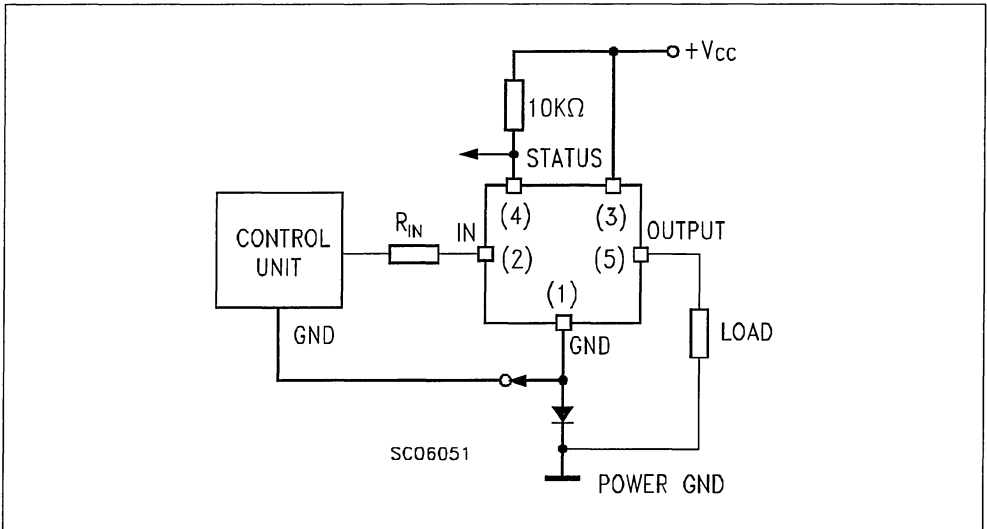 +Vcc
10KΩ
STATUS
(4)
(3)
CONTROL
UNIT
RIN
IN
(2)
(5)
OUTPUT
(1)
GND
GND
LOAD
SC06051
POWER GND